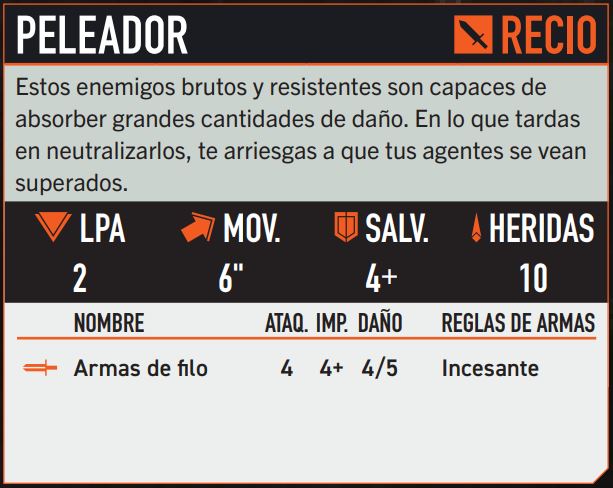 PELEADOR RECIO
Estos enemigos brutos y resistentes son capaces de
absorber grandes cantidades de daño. En lo que tardas
en neutralizarlos, te arriesgas a que tus agentes se vean
superados.
LPA MOV. SALV. HERIDAS
2 6" 4+ 10
NOMBRE ATAQ. IMP. DAÑO REGLAS DE ARMAS
Armas de filo 4 4+ 4/5 Incesante